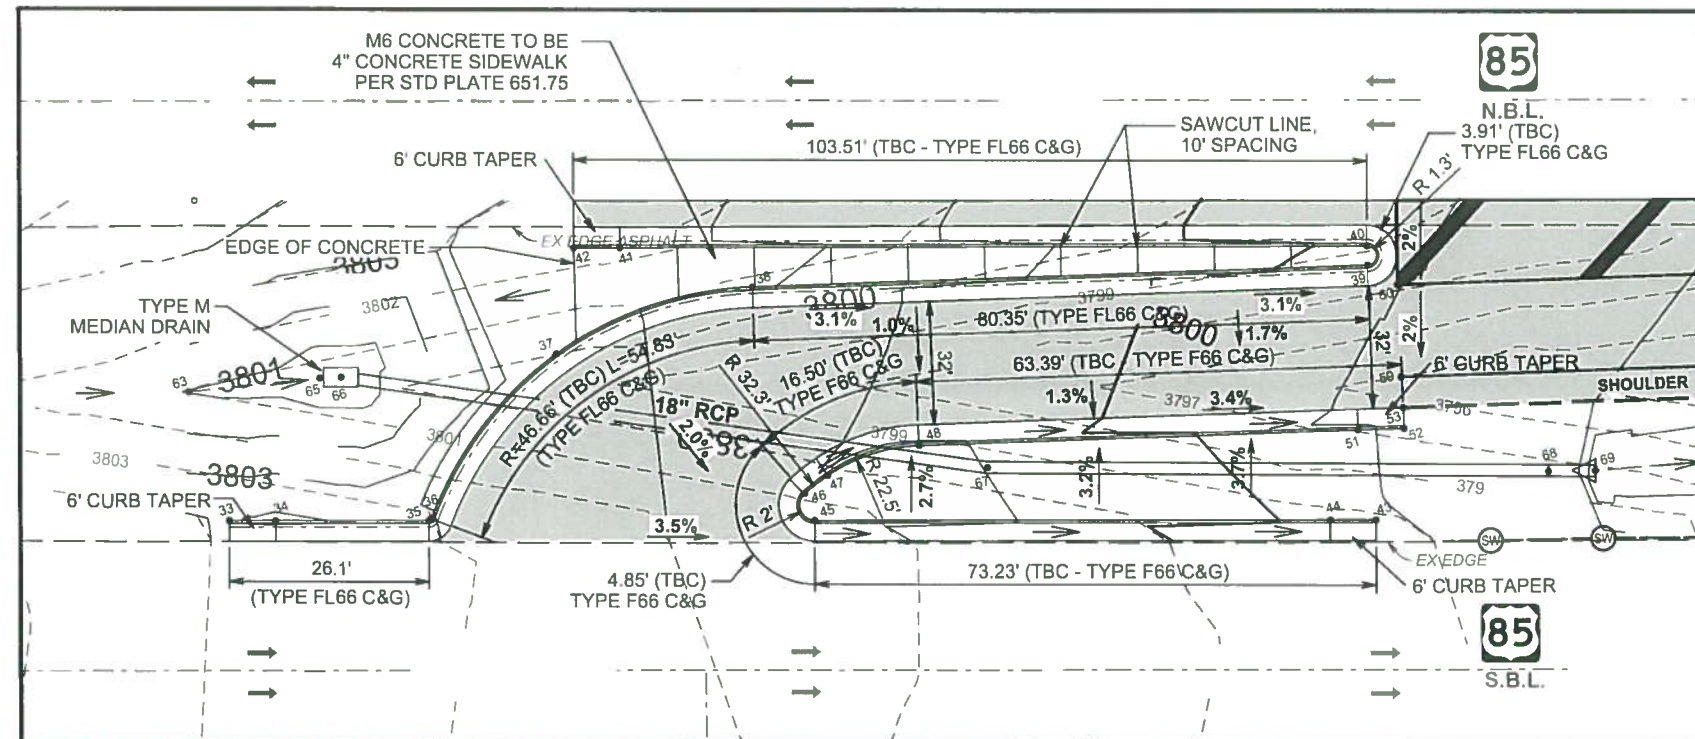 M6 CONCRETE TO BE
4" CONCRETE SIDEWALK
PER STD PLATE 651.75
85
N.B.L.
SAWCUT LINE,
10' SPACING
3.91' (TBC)
TYPE FL66 C&G
103.51' (TBC - TYPE FL66 C&G)
6' CURB TAPER
R 1.3'
EDGE OF CONCRETE
EX EDGE ASPHALT
42
41
40
2%
3803
38
39
60
3802
3800
3799
3.1%
TYPE M
MEDIAN DRAIN
3.1%
1.0%
80.35' (TYPE FL66 C&G)
3800
1.7%
32'
2%
37
R=46.66' (TBC) L=54.83'
(TYPE FL66 C&G)
R 32.3'
16.50' (TBC)
TYPE F66 C&G
32'
63.39' (TBC - TYPE F66 C&G)
6' CURB TAPER
63
3801
65
66
59
SHOULDER
18" RCP
1.3%
3797
3.4%
3796
2.0%
3801
3799
48
51
53
52
3803
3803
47
R 22.5'
2.7%
67
3.2%
3.7%
68
69
379
6' CURB TAPER
33
34
35
36
46
45
44
43
R 2'
3.5%
SW
SW
EX EDGE
26.1'
(TYPE FL66 C&G)
4.85' (TBC)
TYPE F66 C&G
73.23' (TBC - TYPE F66 C&G)
6' CURB TAPER
85
S.B.L.